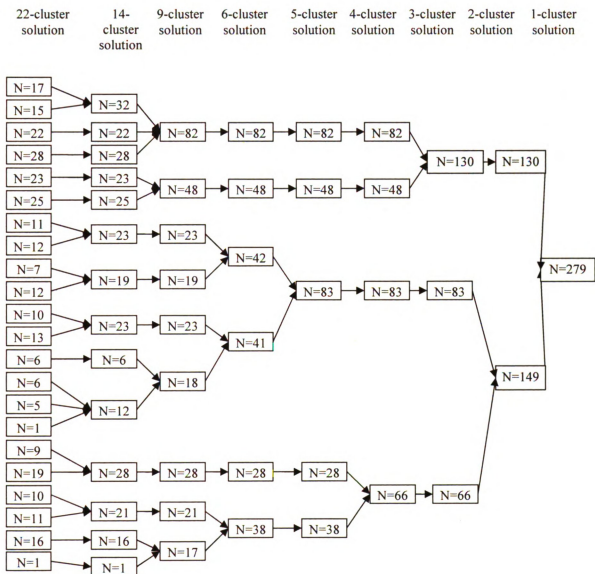 22-cluster 14- 9-cluster 6-cluster 5-cluster 4-cluster 3-cluster 2-cluster 1-cluster
solution cluster solution solution solution solution solution solution solution
solution
N=17
N=15 N=32
N=22 N=22 N=82 N=82 N=82 N=82
N=28 N=28 N=130 N=130
N=23 N=23 N=48 N=48 N=48 N=48
N=25 N=25
N=11 N=23 N=23
N=12 N=42
N=7 N=19 N=19 N=279
N=12 N=83 N=83 N=83
N=10 N=23 N=23
N=13 N=41
N=6 N=6 N=18 N=149
N=6
N=5 N=12
N=1
N=9
N=19 N=28 N=28 N=28 N=28
N=10 N=66 N=66
N=11 N=21 N=21 N=38 N=38
N=16 N=16 N=17
N=1 N=1